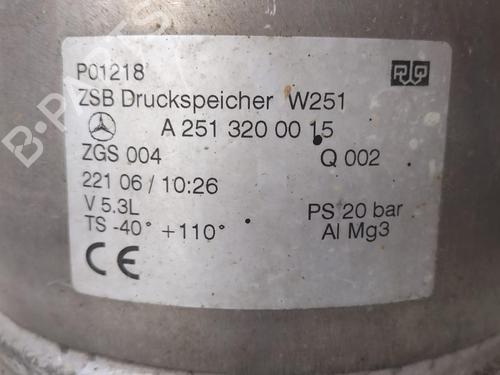 P01218
ZSB Druckspeicher W251
A 251 320 00 15
ZGS 004 Q 002
221 06 / 10:26
V 5.3L PS 20 bar
TS -40° +110° Al Mg3
CE
B-PARTS